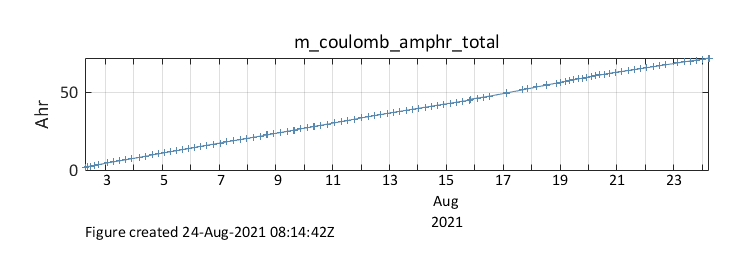 m_coulomb_amphr_total
50
0
Ahr
3 5 7 9 11 13 15 17 19 21 23
Aug
2021
Figure created 24-Aug-2021 08:14:42Z